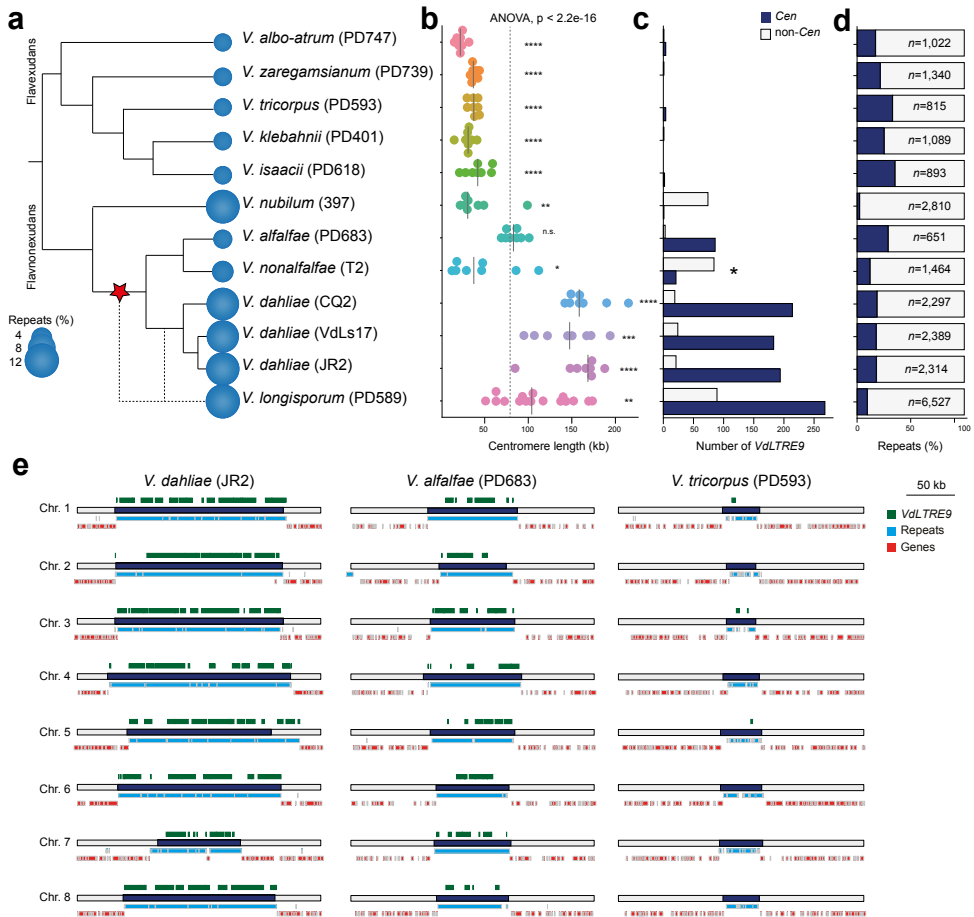 a
b
c
d
ANOVA, p < 2.2e-16
Cen
non-Cen
Flavexudans
Flavnonexudans
V. albo-atrum (PD747)
V. zaregamsianum (PD739)
V. tricorpus (PD593)
V. klebahnii (PD401)
V. isaacii (PD618)
V. nubilum (397)
V. alfalfae (PD683)
V. nonalfalfae (T2)
V. dahliae (CQ2)
V. dahliae (VdLs17)
V. dahliae (JR2)
V. longisporum (PD589)
Repeats (%)
4
8
12
****
****
****
****
****
**
n.s.
*
****
***
****
**
0
50
100
150
200
Centromere length (kb)
*
0
50
100
150
200
250
Number of VdLTRE9
n=1,022
n=1,340
n=815
n=1,089
n=893
n=2,810
n=651
n=1,464
n=2,297
n=2,389
n=2,314
n=6,527
0
100
Repeats (%)
e
V. dahliae (JR2)
V. alfalfae (PD683)
V. tricorpus (PD593)
50 kb
VdLTRE9
Repeats
Genes
Chr. 1
Chr. 2
Chr. 3
Chr. 4
Chr. 5
Chr. 6
Chr. 7
Chr. 8